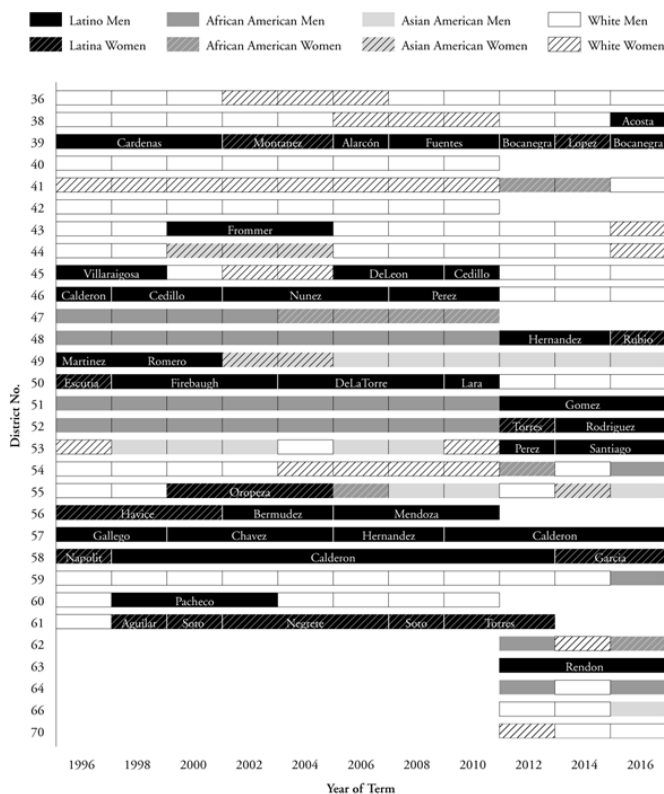 Latino Men African American Men Asian American Men White Men
Latina Women African American Women Asian American Women White Women
36
38 Acosta
39 Cardenas Montanez Alarcón Fuentes Bocanegra Lopez Bocanegra
40
41
42
43 Frommer
44
45 Villaraigosa DeLeon Cedillo
46 Calderon Cedillo Nunez Perez
47
48 Hernandez Rubio
49 Martinez Romero
50 Escutia Firebaugh DeLaTorre Lara
51 Gomez
52 Torres Rodriguez
53 Perez Santiago
54
55 Oropeza
56 Havice Bermudez Mendoza
57 Gallego Chavez Hernandez Calderon
58 Napolit Calderon Garcia
59
60 Pacheco
61 Aguilar Soto Negrete Soto Torres
62
63 Rendon
64
66
70
District No.
1996 1998 2000 2002 2004 2006 2008 2010 2012 2014 2016
Year of Term